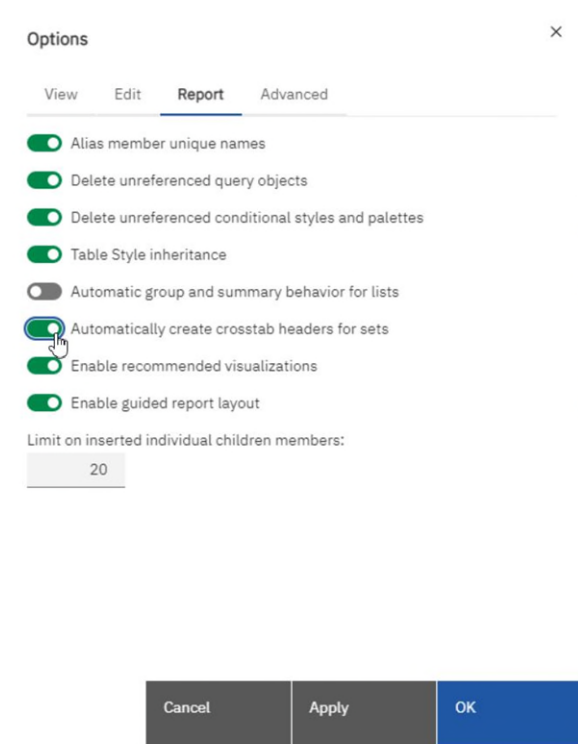 Options
View Edit Report Advanced
Alias member unique names
Delete unreferenced query objects
Delete unreferenced conditional styles and palettes
Table Style inheritance
Automatic group and summary behavior for lists
Automatically create crosstab headers for sets
Enable recommended visualizations
Enable guided report layout
Limit on inserted individual children members:
20
Cancel Apply OK